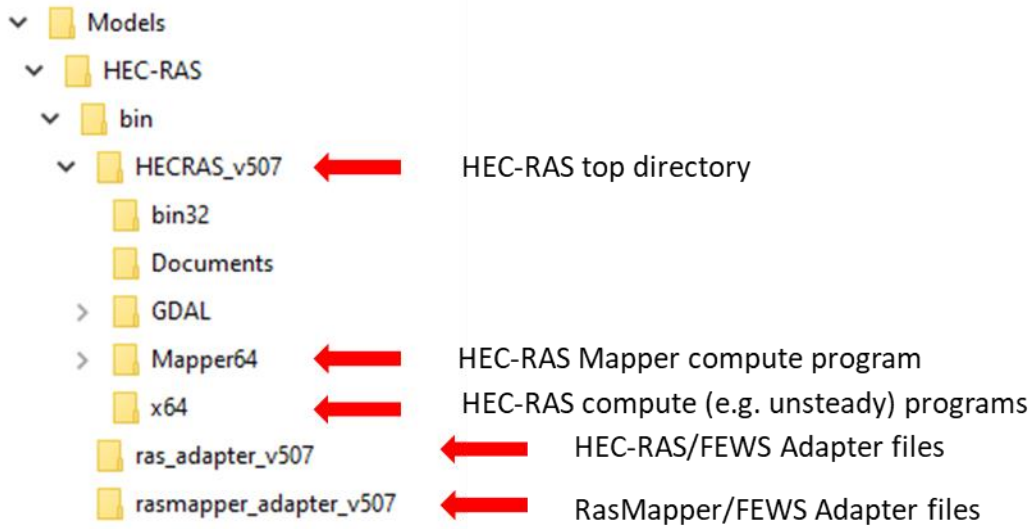 Models
HEC-RAS
bin
HECRAS_v507 HEC-RAS top directory
bin32
Documents
GDAL
Mapper64 HEC-RAS Mapper compute program
x64 HEC-RAS compute (e.g. unsteady) programs
ras_adapter_v507 HEC-RAS/FEWS Adapter files
rasmapper_adapter_v507 RasMapper/FEWS Adapter files